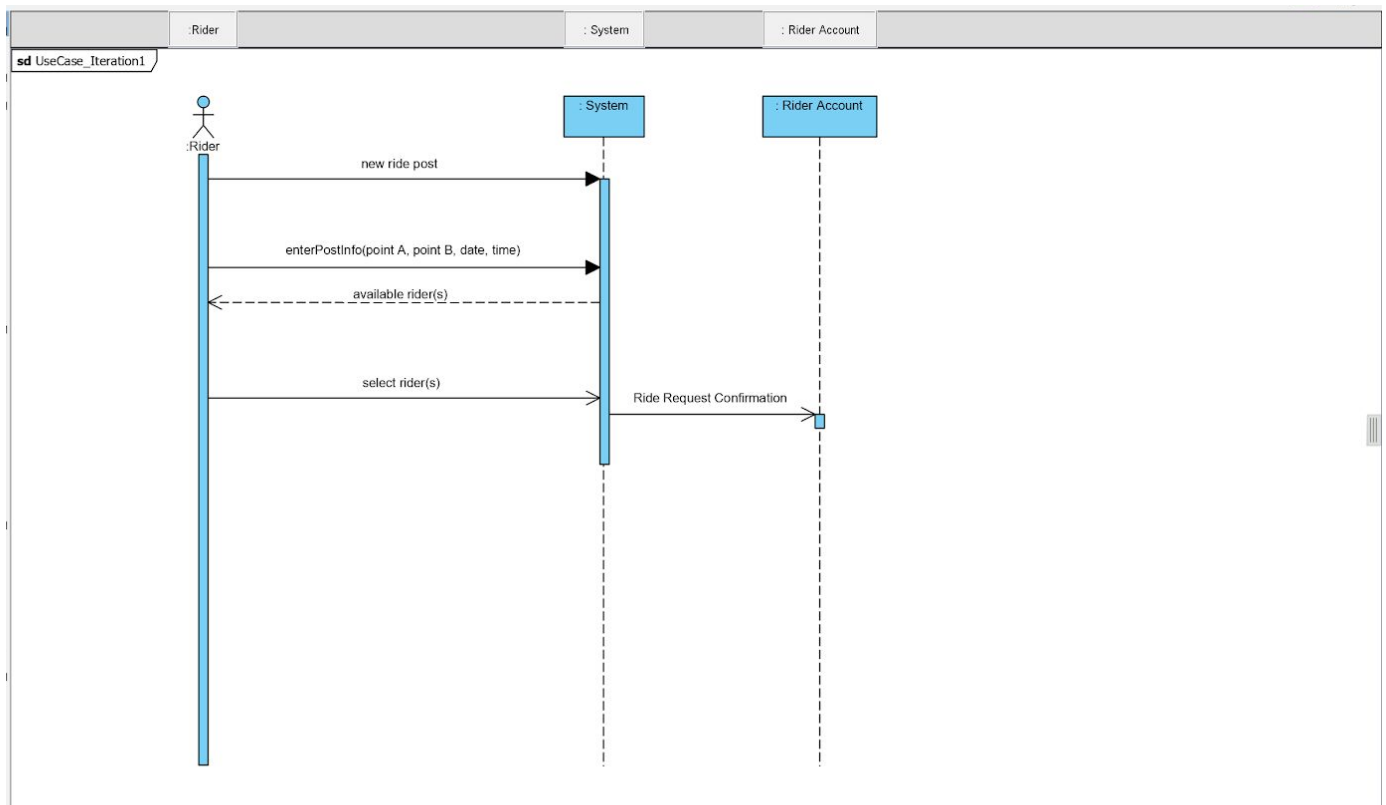 :Rider
: System
: Rider Account
sd UseCase_Iteration1
: System
: Rider Account
:Rider
new ride post
enterPostInfo(point A, point B, date, time)
available rider(s)
select rider(s)
Ride Request Confirmation